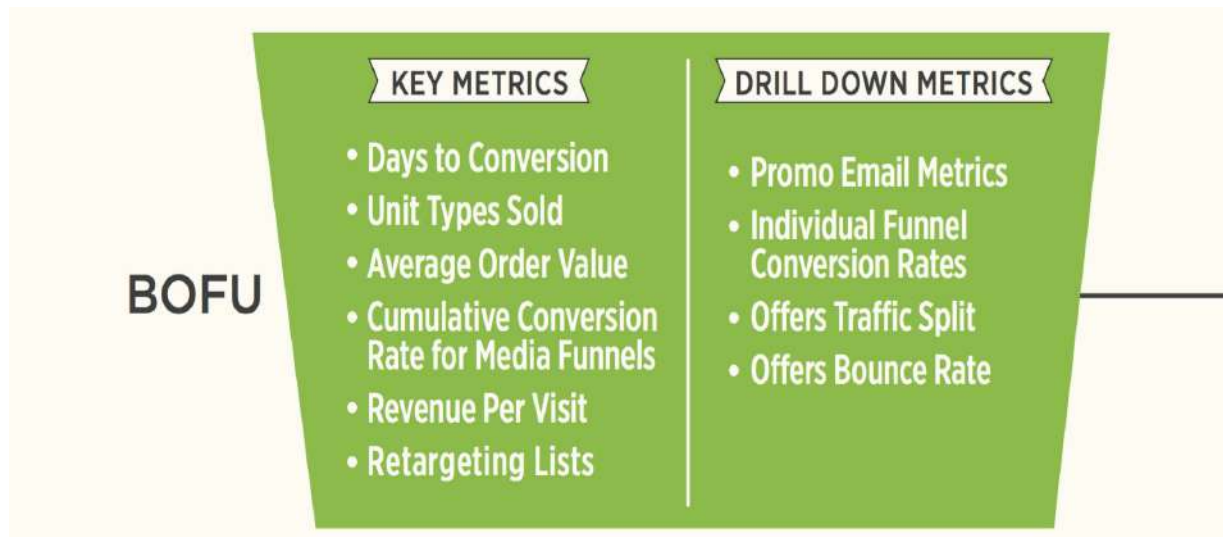 BOFU
KEY METRICS
• Days to Conversion
• Unit Types Sold
• Average Order Value
• Cumulative Conversion
Rate for Media Funnels
• Revenue Per Visit
• Retargeting Lists
DRILL DOWN METRICS
• Promo Email Metrics
• Individual Funnel
Conversion Rates
• Offers Traffic Split
• Offers Bounce Rate